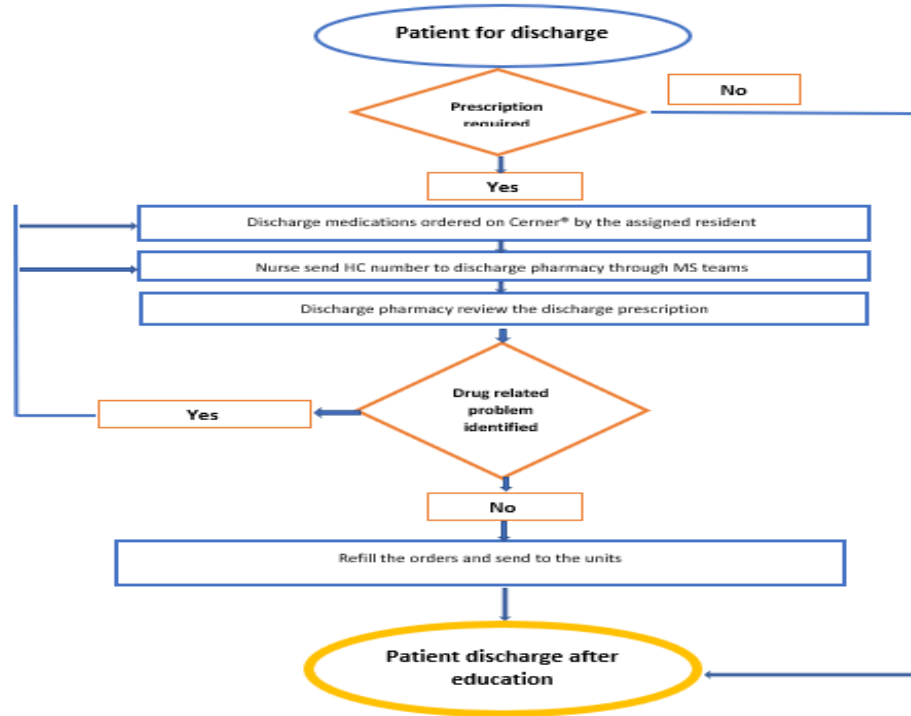 Patient for discharge
No
Prescription
required
Yes
Discharge medications ordered on Cerner® by the assigned resident
Nurse send HC number to discharge pharmacy through MS teams
Discharge pharmacy review the discharge prescription
Drug related
problem
identified
Yes
No
Refill the orders and send to the units
Patient discharge after
education